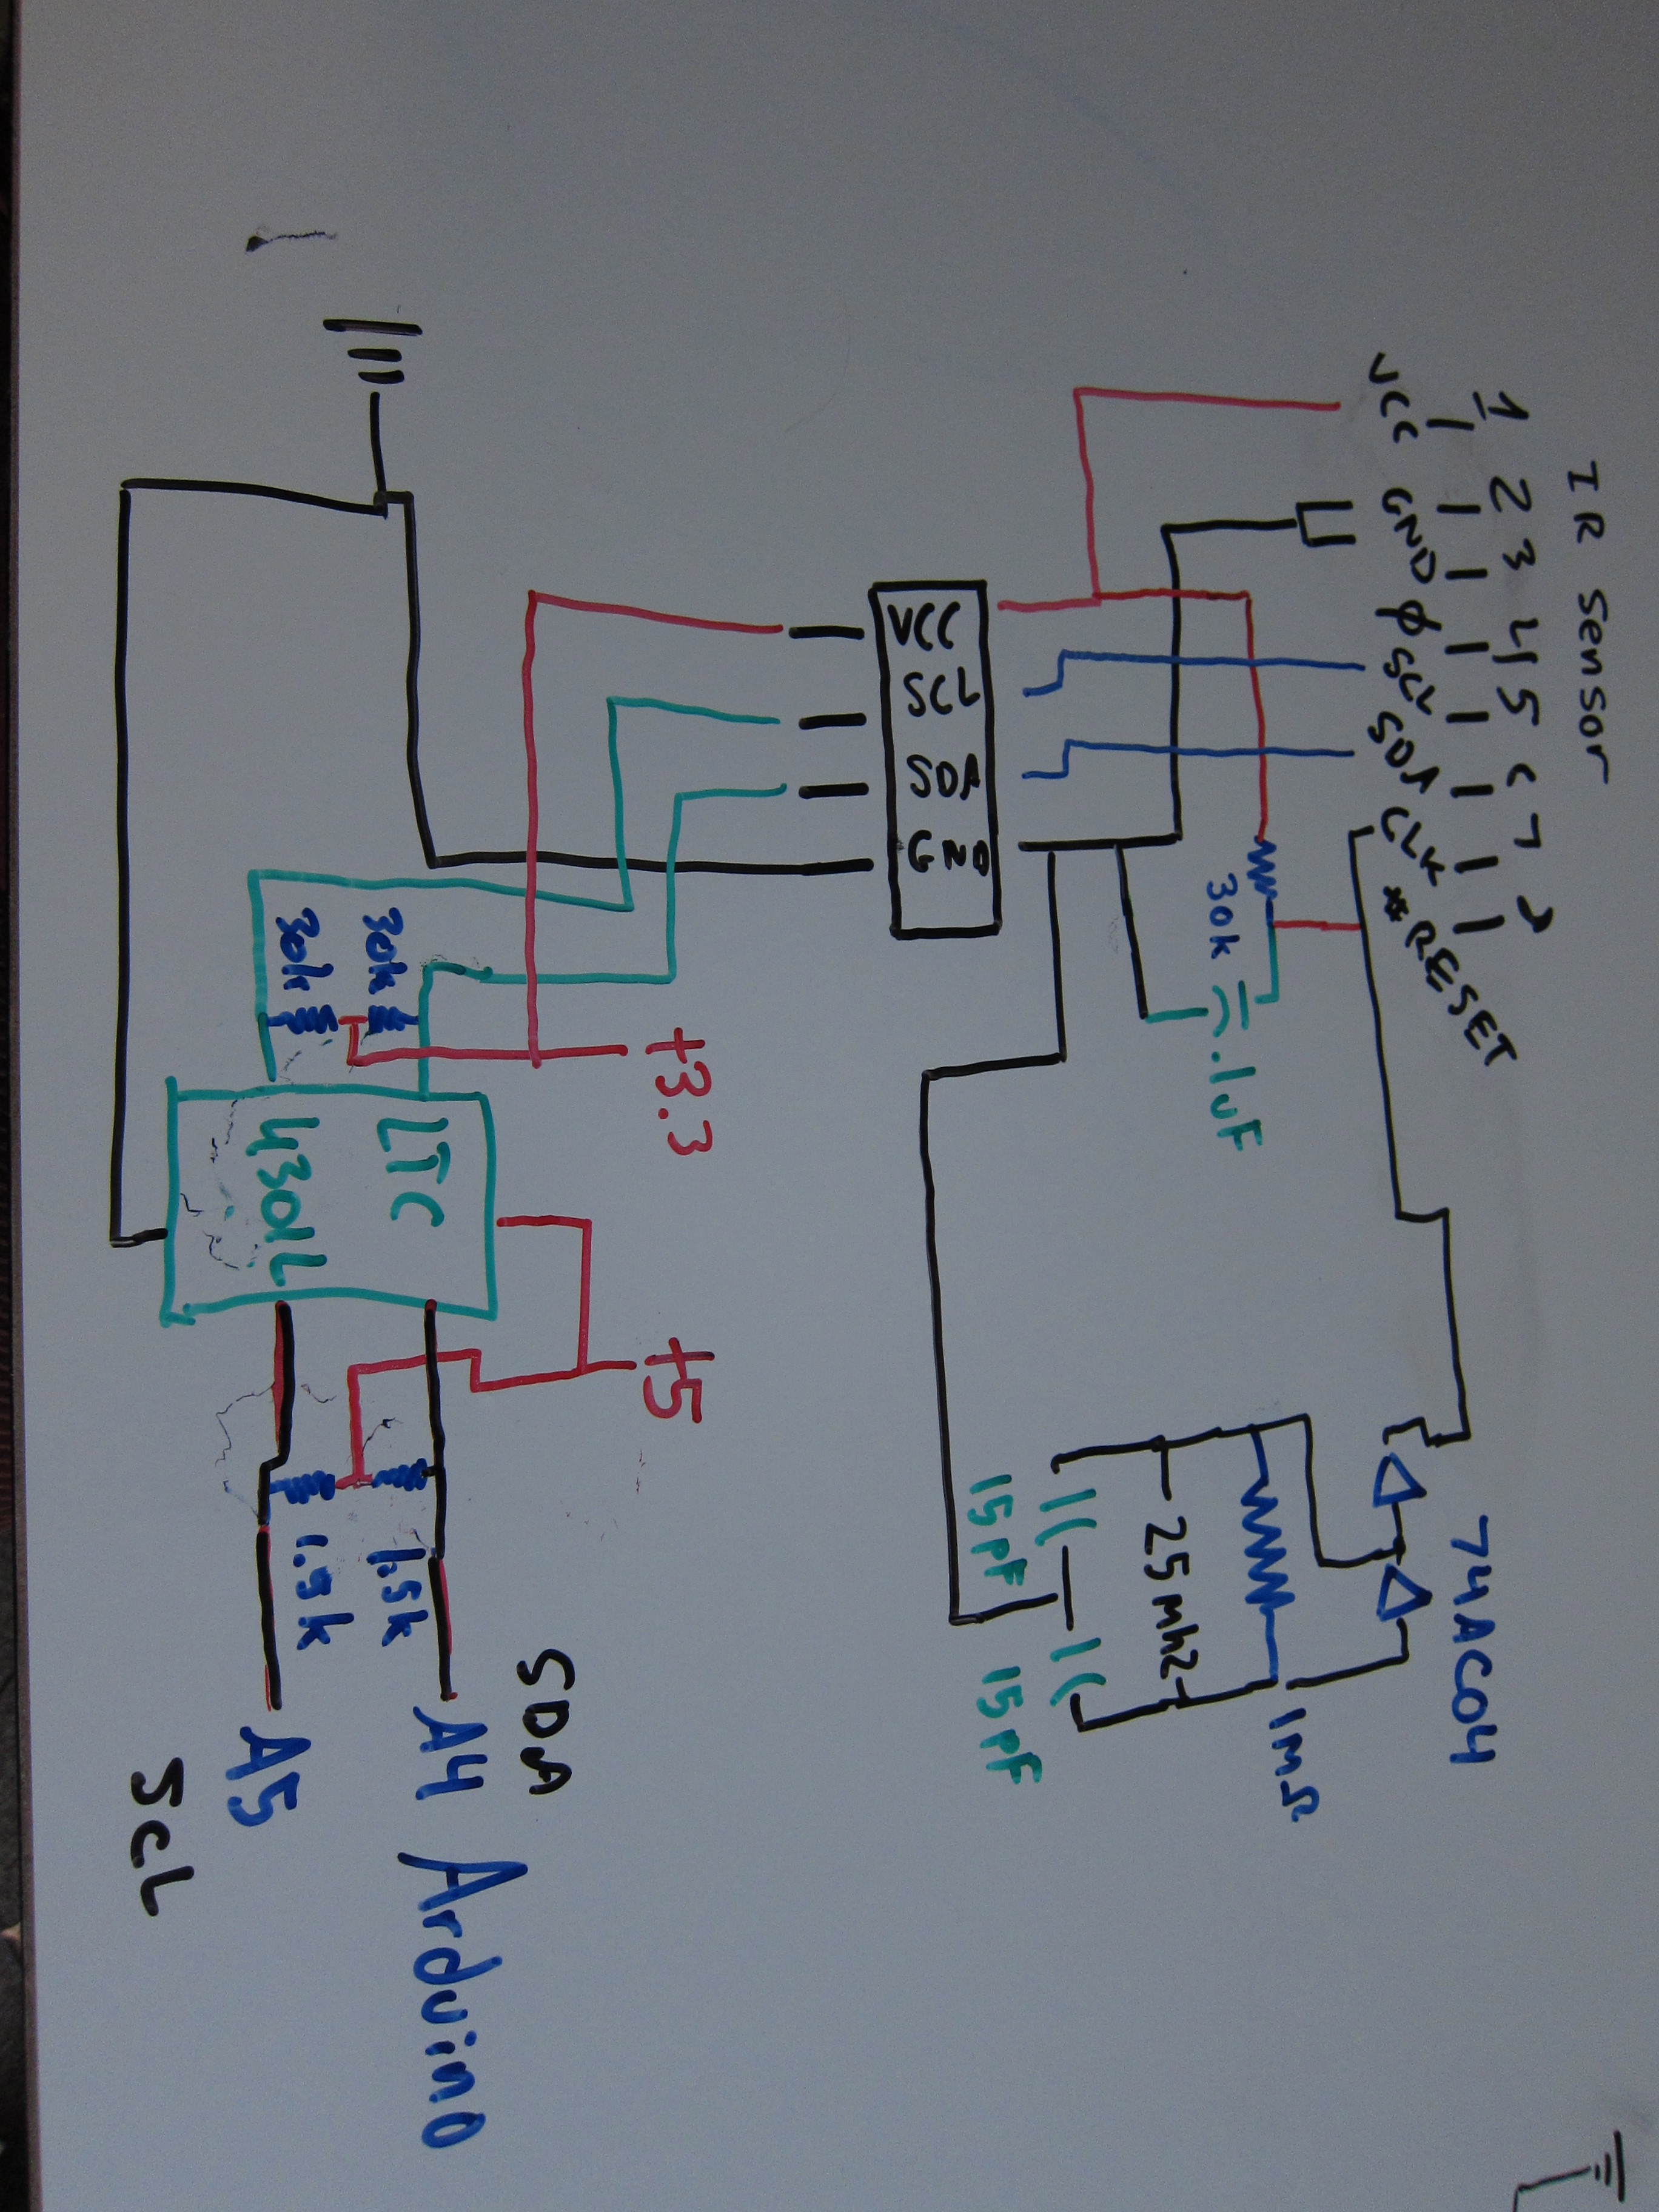 IR Sensor
1 2 3 4 5 6 7
VCC GND ϕ SCL SDA CLK *RESET
74AC04
30k
.1uF
1MΩ
25Mhz
15pF 15pF
VCC
SCL
SDA
GND
+3.3
+5
30k
30k
LTC
4301L
1.5k
1.5k
SDA
A4 Arduino
A5
SCL